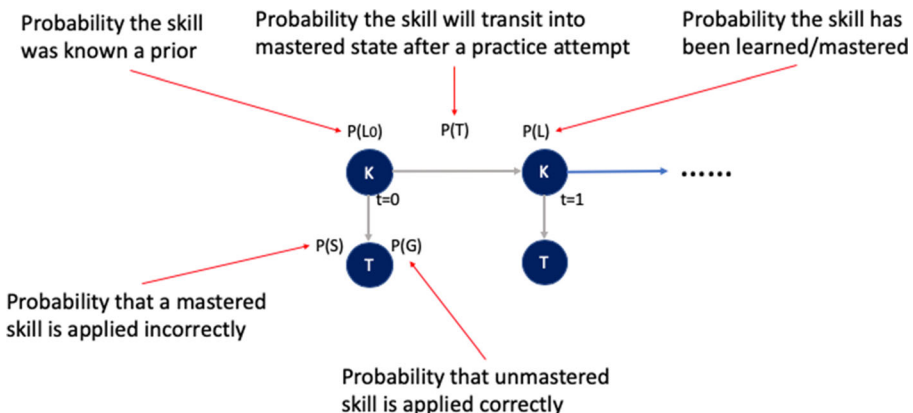 Probability the skill
was known a prior
Probability the skill will transit into
mastered state after a practice attempt
Probability the skill has
been learned/mastered
P(L0)
P(T)
P(L)
K
K
......
t=0
t=1
P(S)
P(G)
T
T
Probability that a mastered
skill is applied incorrectly
Probability that unmastered
skill is applied correctly